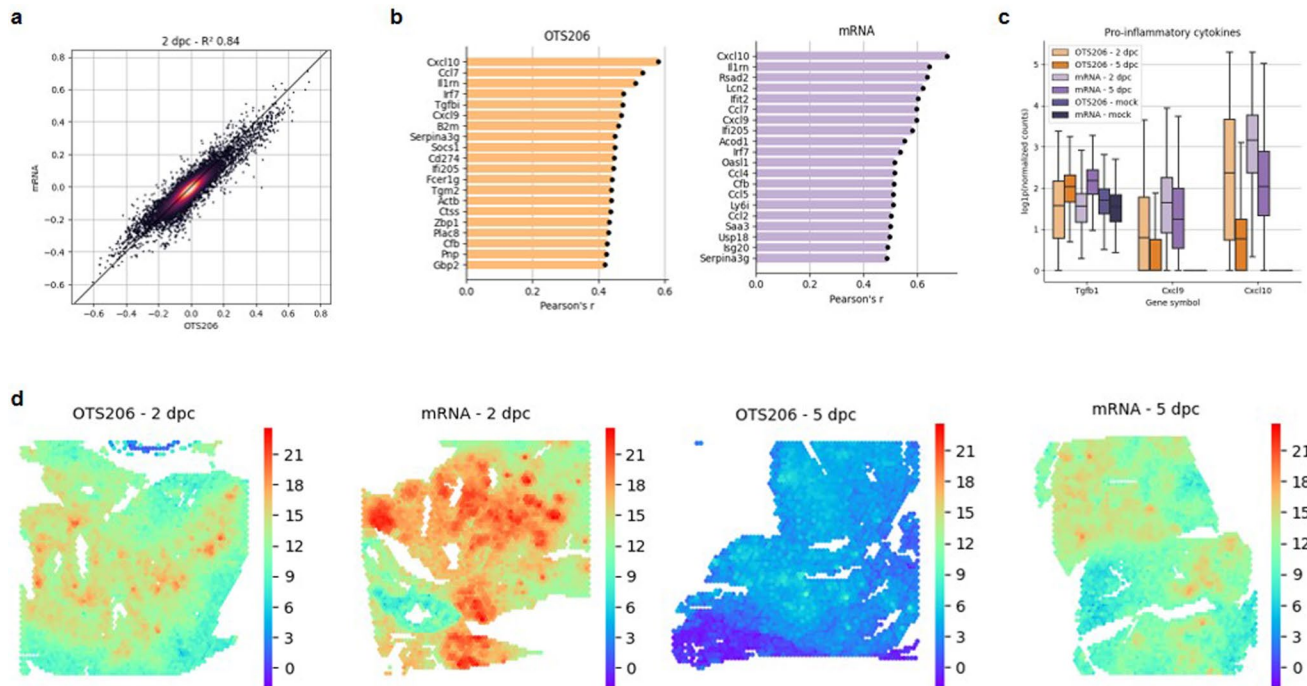 a
2 dpc - R² 0.84
0.8
0.6
0.4
0.2
0.0
−0.2
−0.4
−0.6
mRNA
−0.6 −0.4 −0.2 0.0 0.2 0.4 0.6 0.8
OTS206
b
OTS206
Cxcl10
Ccl7
Il1rn
Irf7
Tgfbi
Cxcl9
B2m
Serpina3g
Socs1
Cd274
Ifi205
Fcer1g
Tgm2
Actb
Ctss
Zbp1
Plac8
Cfb
Pnp
Gbp2
0.0 0.2 0.4 0.6
Pearson's r
mRNA
Cxcl10
Il1rn
Rsad2
Lcn2
Ifit2
Ccl7
Cxcl9
Ifi205
Acod1
Irf7
Oasl1
Ccl4
Cfb
Ccl5
Ly6i
Ccl2
Saa3
Usp18
Isg20
Serpina3g
0.0 0.2 0.4 0.6
Pearson's r
c
Pro-inflammatory cytokines
OTS206 - 2 dpc
OTS206 - 5 dpc
mRNA - 2 dpc
mRNA - 5 dpc
OTS206 - mock
mRNA - mock
5
4
3
2
1
0
log1p(normalized counts)
Tgfb1 Cxcl9 Cxcl10
Gene symbol
d
OTS206 - 2 dpc
21
18
15
12
9
6
3
0
mRNA - 2 dpc
21
18
15
12
9
6
3
0
OTS206 - 5 dpc
21
18
15
12
9
6
3
0
mRNA - 5 dpc
21
18
15
12
9
6
3
0